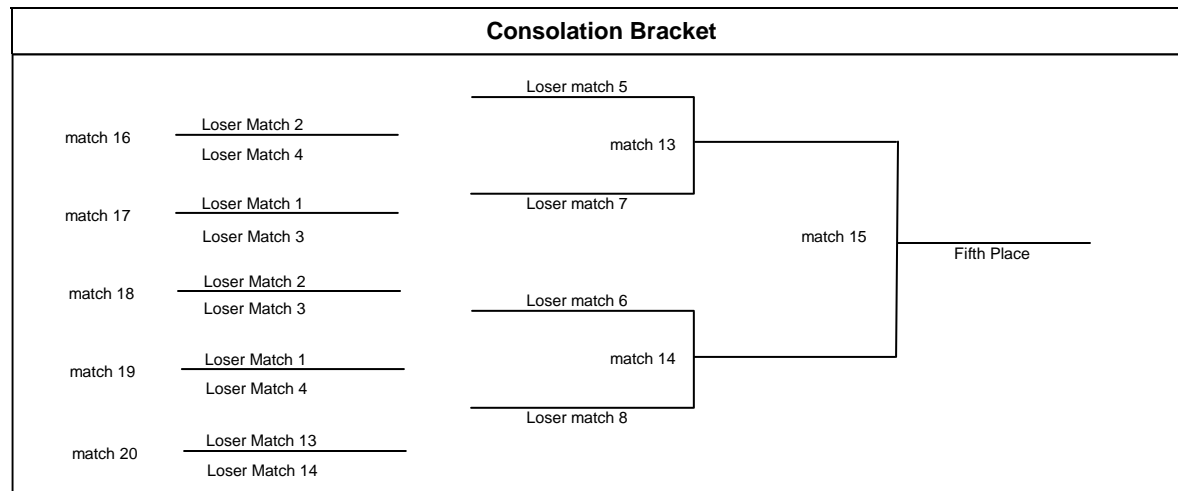 Consolation Bracket
Loser match 5
Loser Match 2
match 16
Loser Match 4
match 13
Loser Match 1
Loser match 7
match 17
Loser Match 3
match 15
Fifth Place
Loser Match 2
match 18
Loser Match 3
Loser match 6
Loser Match 1
match 14
match 19
Loser Match 4
Loser match 8
Loser Match 13
match 20
Loser Match 14